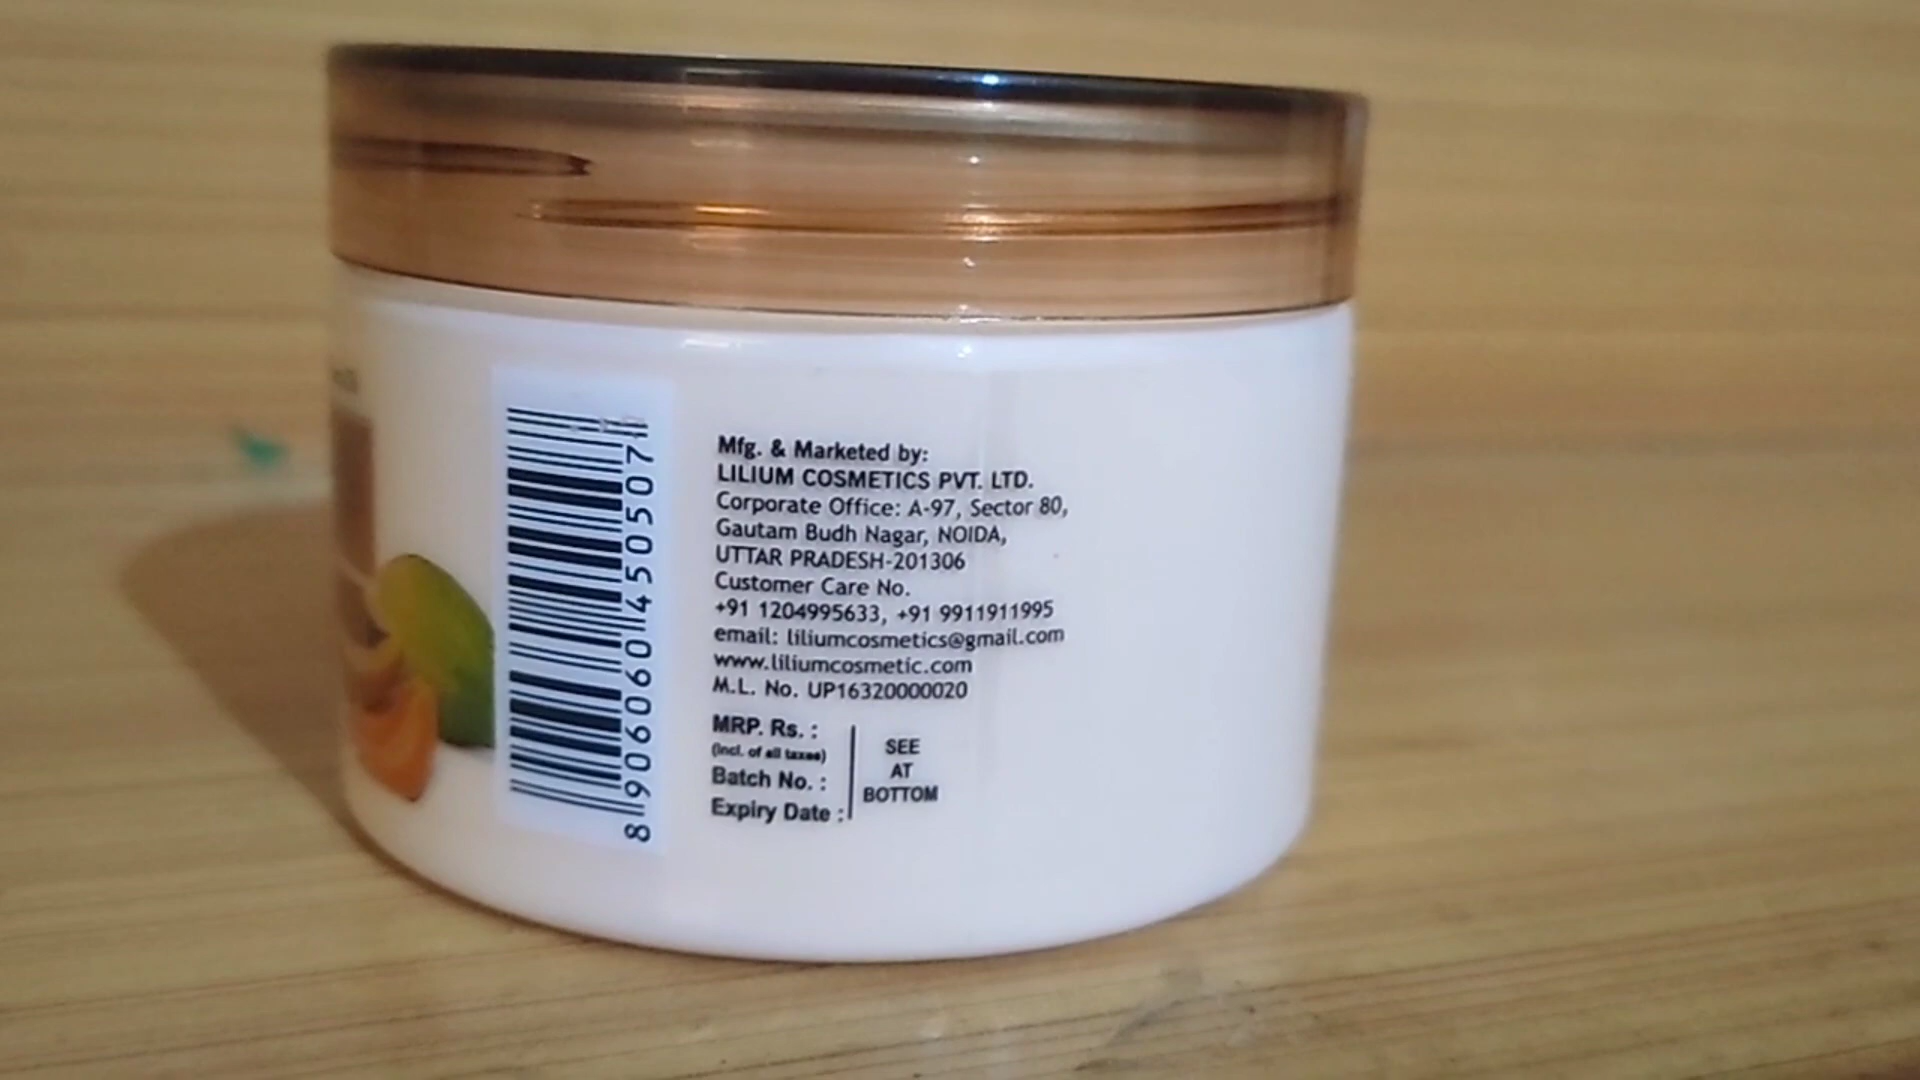 8906060450507
Mfg. & Marketed by:
LILIUM COSMETICS PVT. LTD.
Corporate Office: A-97, Sector 80,
Gautam Budh Nagar, NOIDA,
UTTAR PRADESH-201306
Customer Care No.
+91 1204995633, +91 9911911995
email: liliumcosmetics@gmail.com
www.liliumcosmetic.com
M.L. No. UP16320000020
MRP. Rs. :
(Incl. of all taxes)
Batch No. :
Expiry Date :
SEE
AT
BOTTOM